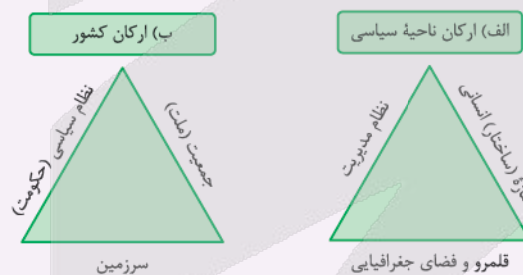 الف) ارکان ناحیهٔ سیاسی
نظام مدیریت
(ساختار) انسانی
قلمرو و فضای جغرافیایی
ب) ارکان کشور
نظام سیاسی (حکومت)
جمعیت (ملت)
سرزمین